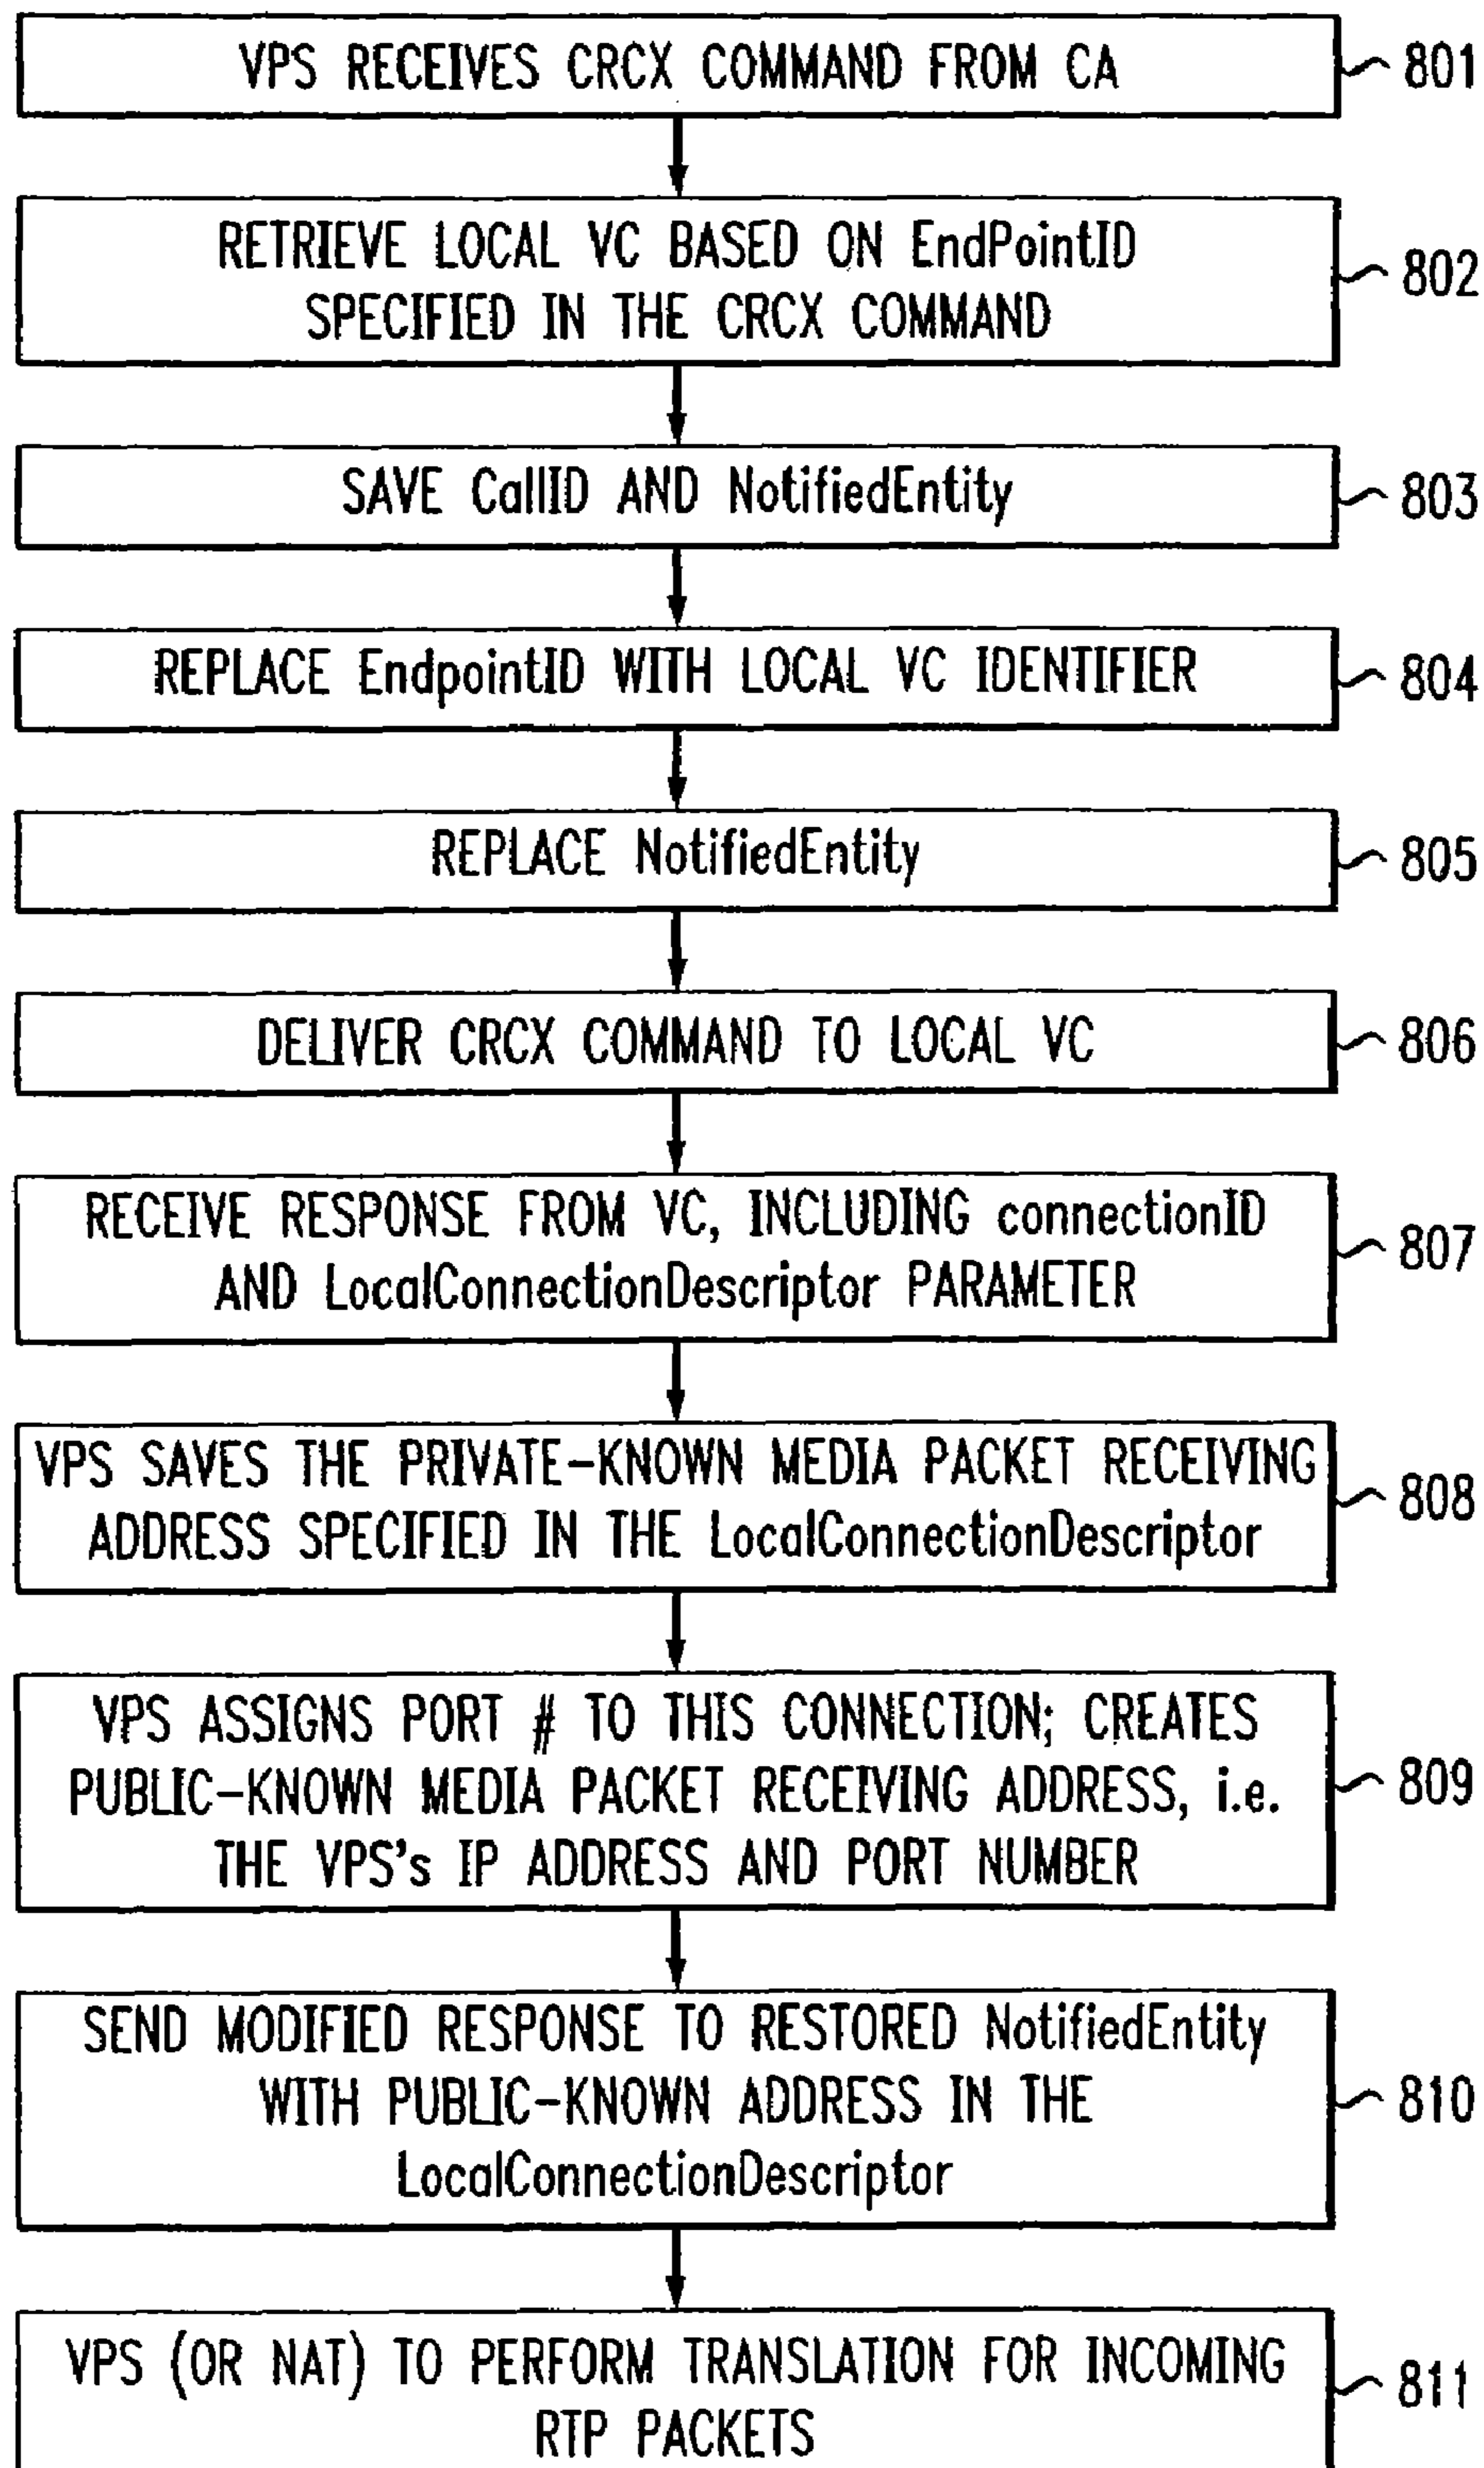 VPS RECEIVES CRCX COMMAND FROM CA
801
RETRIEVE LOCAL VC BASED ON EndPointID
SPECIFIED IN THE CRCX COMMAND
802
SAVE CallID AND NotifiedEntity
803
REPLACE EndpointID WITH LOCAL VC IDENTIFIER
804
REPLACE NotifiedEntity
805
DELIVER CRCX COMMAND TO LOCAL VC
806
RECEIVE RESPONSE FROM VC, INCLUDING connectionID
AND LocalConnectionDescriptor PARAMETER
807
VPS SAVES THE PRIVATE-KNOWN MEDIA PACKET RECEIVING
ADDRESS SPECIFIED IN THE LocalConnectionDescriptor
808
VPS ASSIGNS PORT # TO THIS CONNECTION; CREATES
PUBLIC-KNOWN MEDIA PACKET RECEIVING ADDRESS, i.e.
THE VPS's IP ADDRESS AND PORT NUMBER
809
SEND MODIFIED RESPONSE TO RESTORED NotifiedEntity
WITH PUBLIC-KNOWN ADDRESS IN THE
LocalConnectionDescriptor
810
VPS (OR NAT) TO PERFORM TRANSLATION FOR INCOMING
RTP PACKETS
811